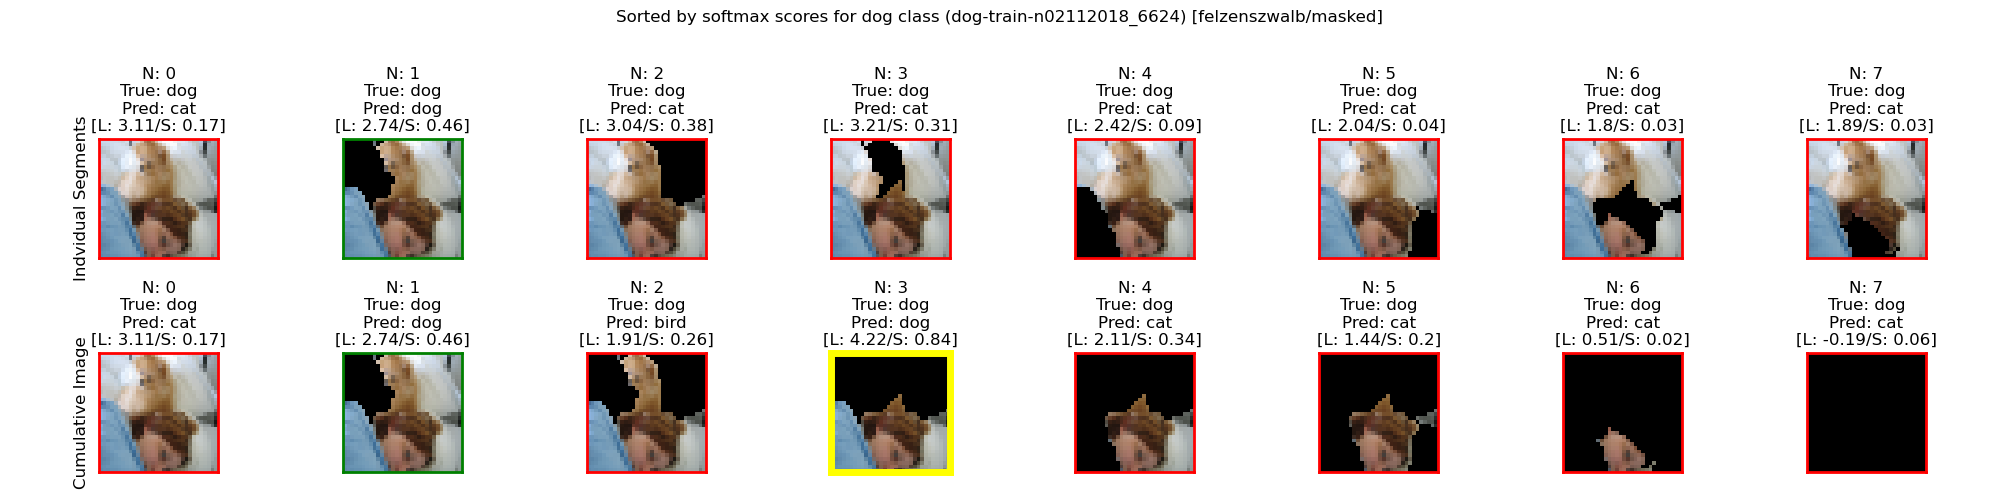 Sorted by softmax scores for dog class (dog-train-n02112018_6624) [felzenszwalb/masked]
Individual Segments
N: 0
True: dog
Pred: cat
[L: 3.11/S: 0.17]
N: 1
True: dog
Pred: dog
[L: 2.74/S: 0.46]
N: 2
True: dog
Pred: cat
[L: 3.04/S: 0.38]
N: 3
True: dog
Pred: cat
[L: 3.21/S: 0.31]
N: 4
True: dog
Pred: cat
[L: 2.42/S: 0.09]
N: 5
True: dog
Pred: cat
[L: 2.04/S: 0.04]
N: 6
True: dog
Pred: cat
[L: 1.8/S: 0.03]
N: 7
True: dog
Pred: cat
[L: 1.89/S: 0.03]
Cumulative Image
N: 0
True: dog
Pred: cat
[L: 3.11/S: 0.17]
N: 1
True: dog
Pred: dog
[L: 2.74/S: 0.46]
N: 2
True: dog
Pred: bird
[L: 1.91/S: 0.26]
N: 3
True: dog
Pred: dog
[L: 4.22/S: 0.84]
N: 4
True: dog
Pred: cat
[L: 2.11/S: 0.34]
N: 5
True: dog
Pred: cat
[L: 1.44/S: 0.2]
N: 6
True: dog
Pred: cat
[L: 0.51/S: 0.02]
N: 7
True: dog
Pred: cat
[L: -0.19/S: 0.06]